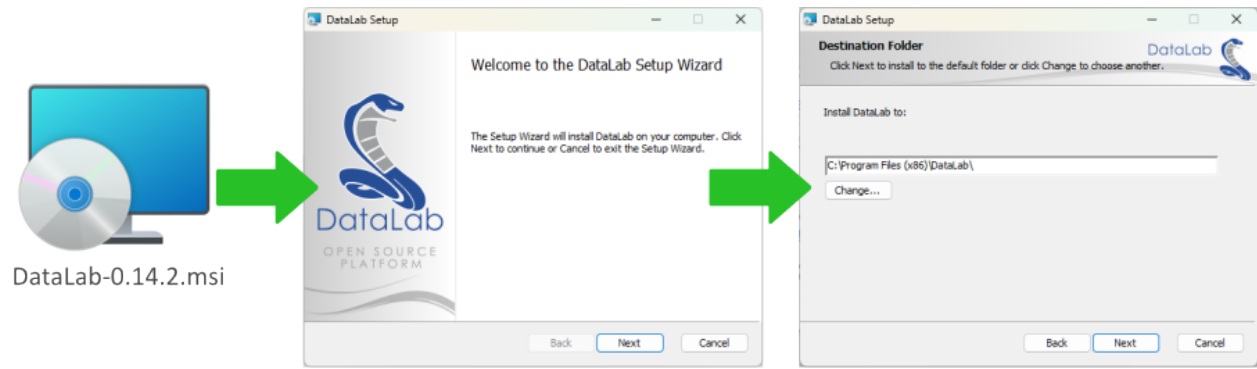 DataLab-0.14.2.msi
DataLab Setup
Welcome to the DataLab Setup Wizard
The Setup Wizard will install DataLab on your computer. Click
Next to continue or Cancel to exit the Setup Wizard.
DataLab
OPEN SOURCE
PLATFORM
Back
Next
Cancel
DataLab Setup
Destination Folder
Click Next to install to the default folder or click Change to choose another.
DataLab
Install DataLab to:
C:\Program Files (x86)\DataLab\
Change...
Back
Next
Cancel